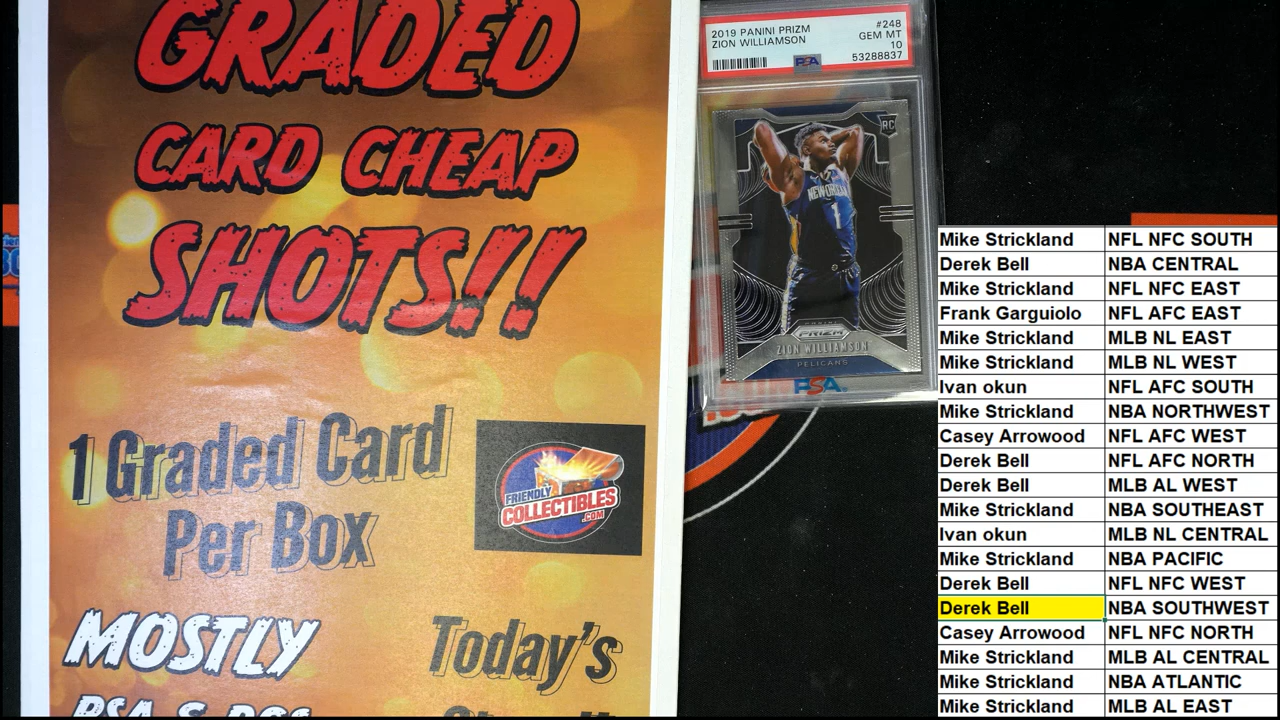 GRADED
CARD CHEAP
SHOTS!!
1 Graded Card
Per Box
FRIENDLY
COLLECTIBLES
.COM
MOSTLY
Today's
2019 PANINI PRIZM #248
ZION WILLIAMSON GEM MT
10
PSA 53288837
RC
NEW ORLEANS
1
PANINI
PRIZM
ZION WILLIAMSON
PELICANS
PSA
Mike Strickland NFL NFC SOUTH
Derek Bell NBA CENTRAL
Mike Strickland NFL NFC EAST
Frank Garguiolo NFL AFC EAST
Mike Strickland MLB NL EAST
Mike Strickland MLB NL WEST
Ivan okun NFL AFC SOUTH
Mike Strickland NBA NORTHWEST
Casey Arrowood NFL AFC WEST
Derek Bell NFL AFC NORTH
Derek Bell MLB AL WEST
Mike Strickland NBA SOUTHEAST
Ivan okun MLB NL CENTRAL
Mike Strickland NBA PACIFIC
Derek Bell NFL NFC WEST
Derek Bell NBA SOUTHWEST
Casey Arrowood NFL NFC NORTH
Mike Strickland MLB AL CENTRAL
Mike Strickland NBA ATLANTIC
Mike Strickland MLB AL EAST